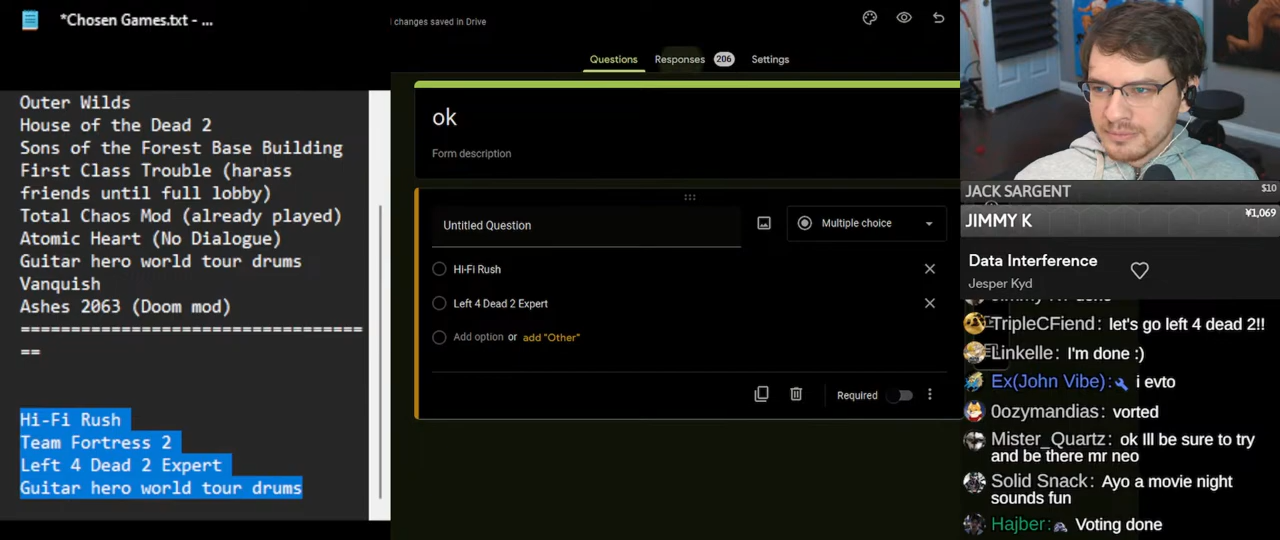 *Chosen Games.txt - ...
Outer Wilds
House of the Dead 2
Sons of the Forest Base Building
First Class Trouble (harass
friends until full lobby)
Total Chaos Mod (already played)
Atomic Heart (No Dialogue)
Guitar hero world tour drums
Vanquish
Ashes 2063 (Doom mod)
==================================
==
Hi-Fi Rush
Team Fortress 2
Left 4 Dead 2 Expert
Guitar hero world tour drums
changes saved in Drive
Questions
Responses 206
Settings
ok
Form description
Untitled Question
Multiple choice
Hi-Fi Rush
Left 4 Dead 2 Expert
Add option or add "Other"
Required
JACK SARGENT $10
JIMMY K ¥1,069
Data Interference
Jesper Kyd
TripleCFiend: let's go left 4 dead 2!!
Linkelle: I'm done :)
Ex(John Vibe): i evto
0ozymandias: vorted
Mister_Quartz: ok Ill be sure to try
and be there mr neo
Solid Snack: Ayo a movie night
sounds fun
Hajber: Voting done